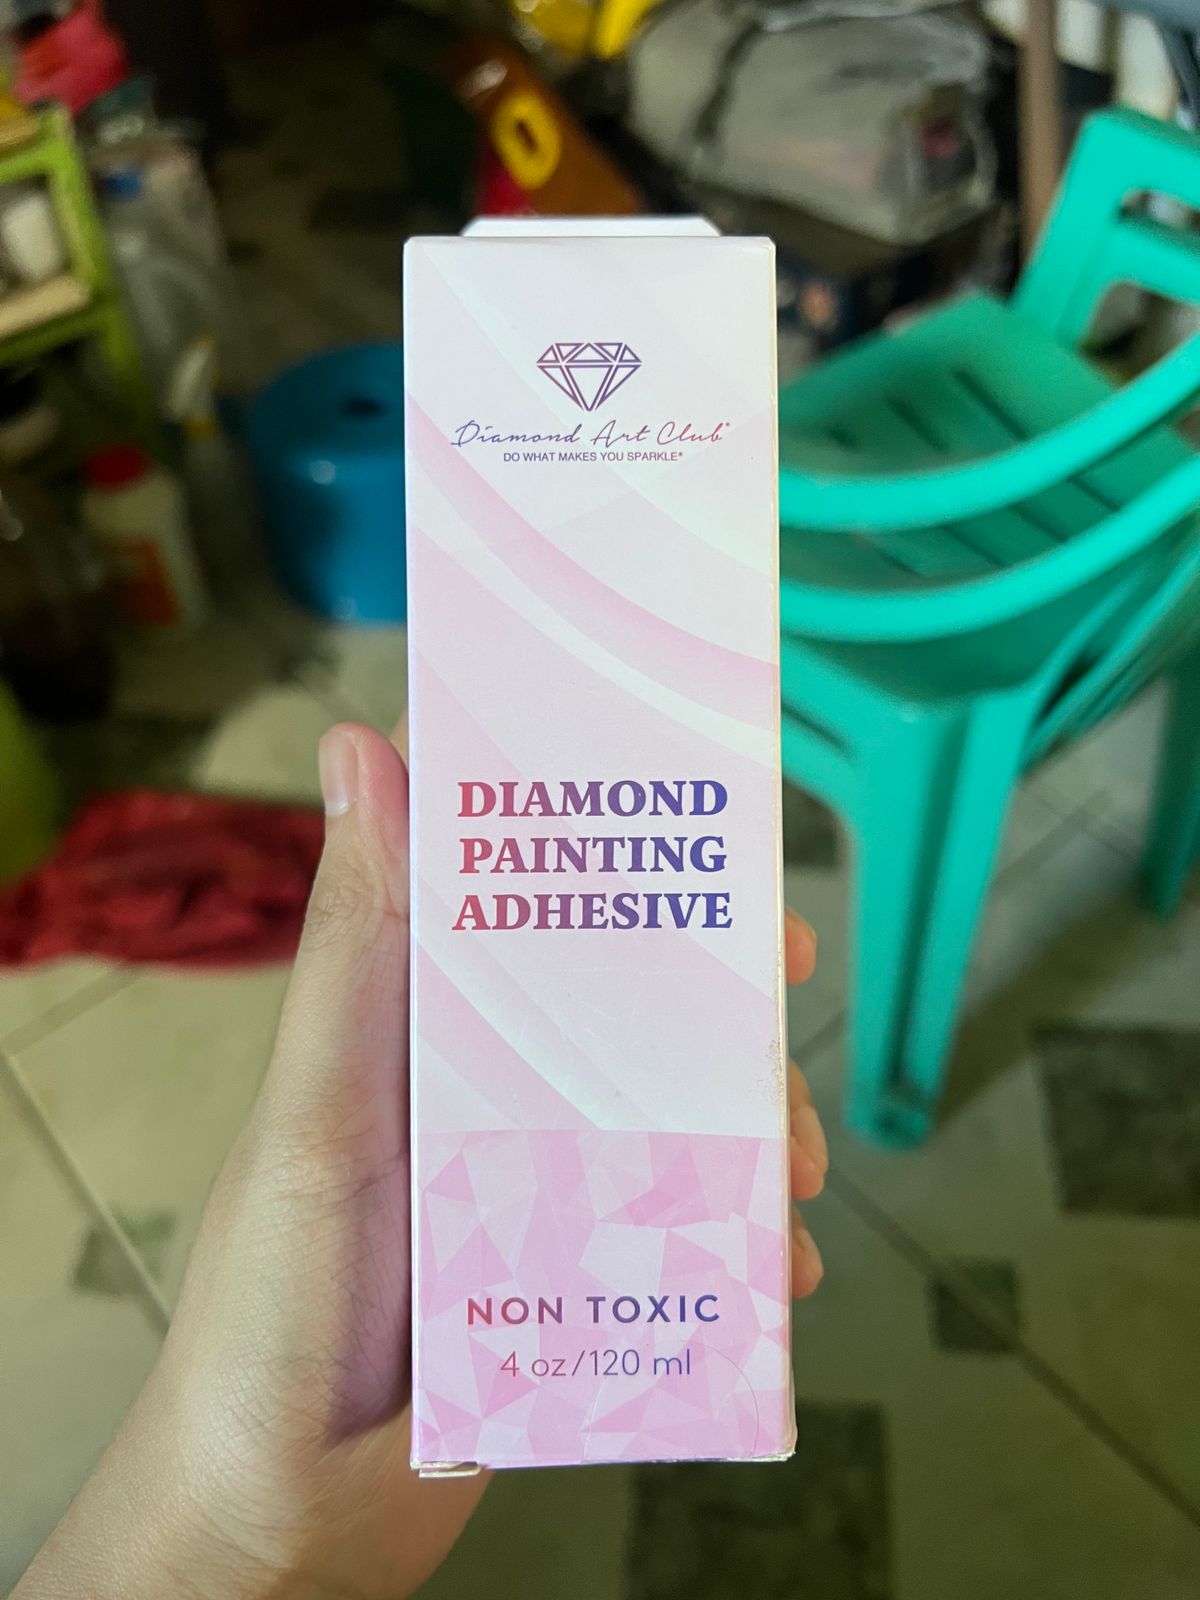 Diamond Art Club®
DO WHAT MAKES YOU SPARKLE®
DIAMOND
PAINTING
ADHESIVE
NON TOXIC
4 oz/120 ml